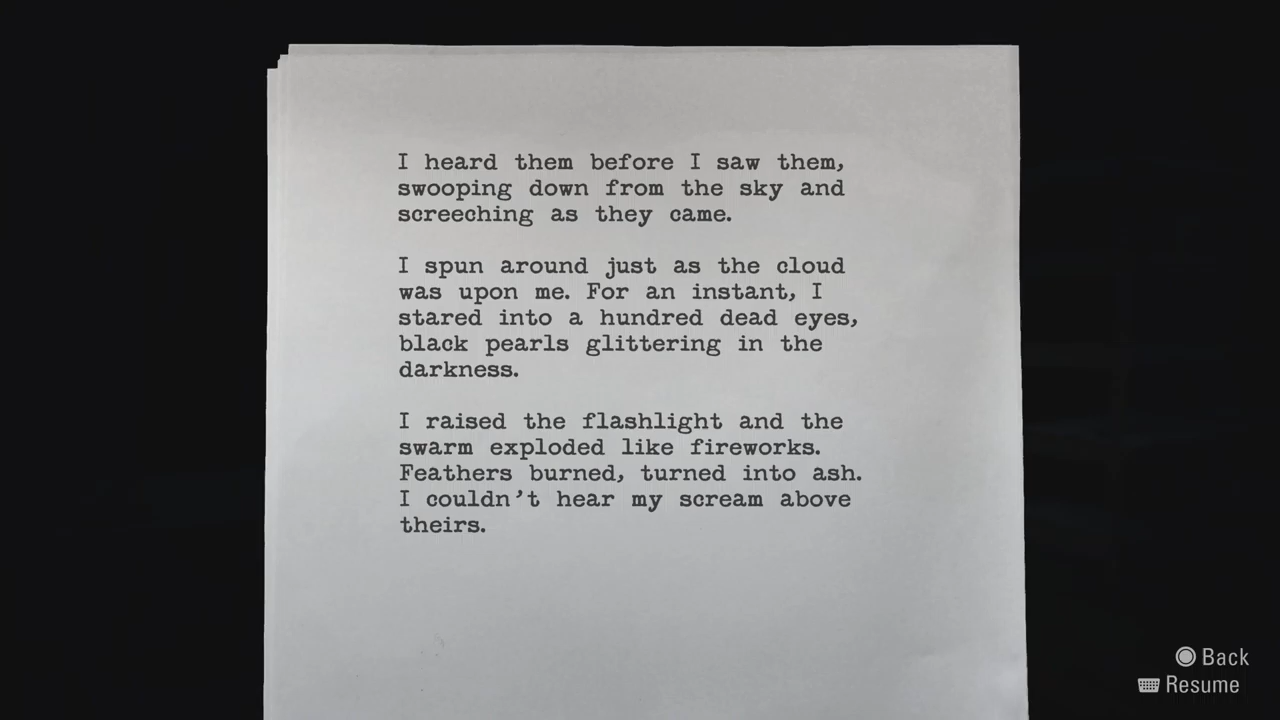 I heard them before I saw them,
swooping down from the sky and
screeching as they came.
I spun around just as the cloud
was upon me. For an instant, I
stared into a hundred dead eyes,
black pearls glittering in the
darkness.
I raised the flashlight and the
swarm exploded like fireworks.
Feathers burned, turned into ash.
I couldn't hear my scream above
theirs.
Back
Resume